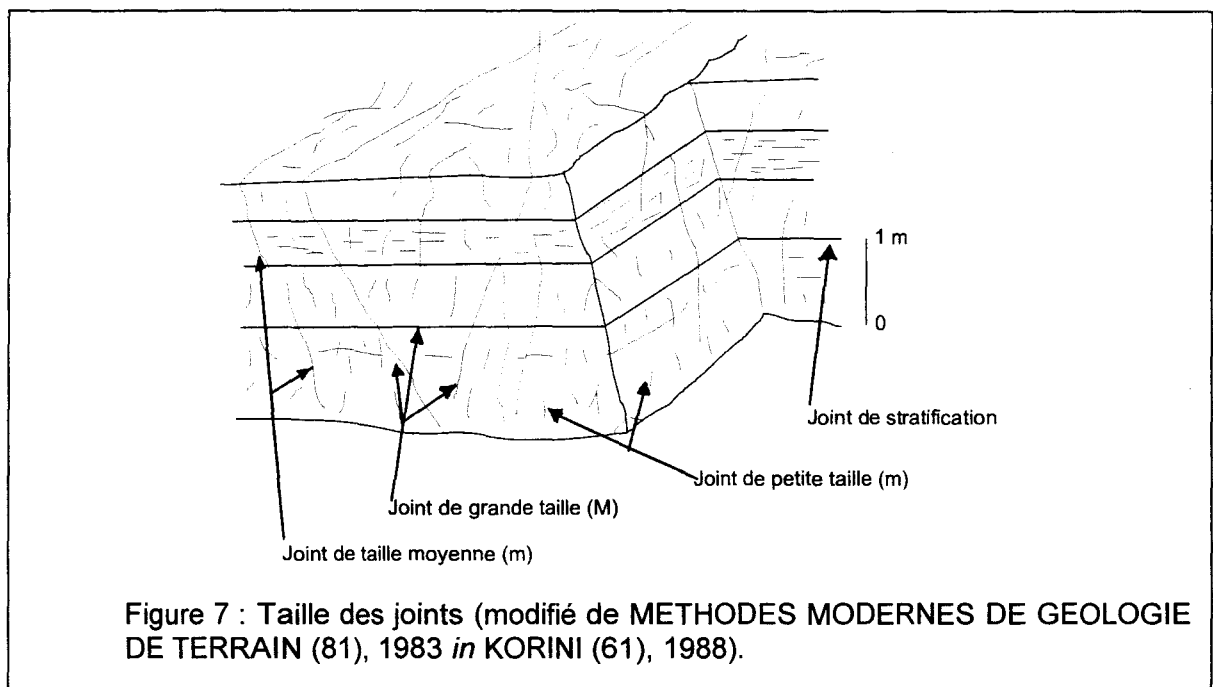 1 m
0
Joint de stratification
Joint de petite taille (m)
Joint de grande taille (M)
Joint de taille moyenne (m)
Figure 7 : Taille des joints (modifié de METHODES MODERNES DE GEOLOGIE
DE TERRAIN (81), 1983 in KORINI (61), 1988).